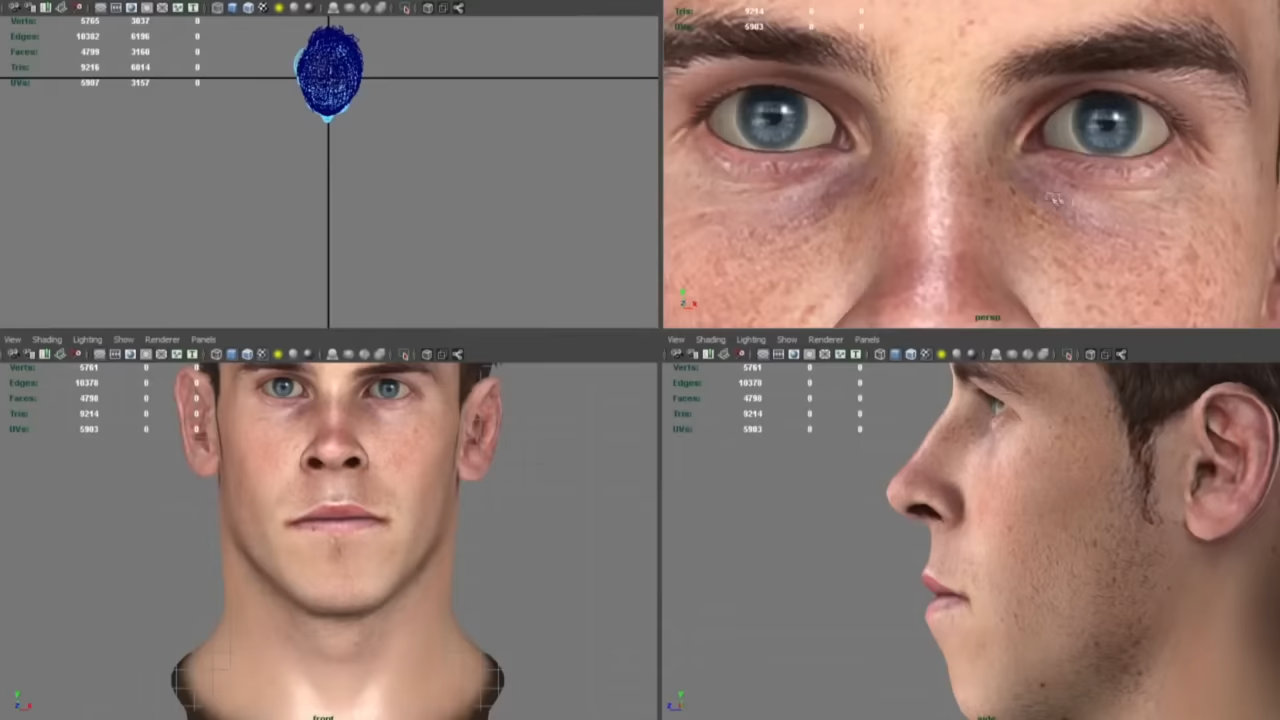 Verts: 5765 3037 0
Edges: 10382 6196 0
Faces: 4799 3160 0
Tris: 9216 6014 0
UVs: 5907 3157 0
Tris: 9214 0 0
UVs: 5903 0 0
persp
View Shading Lighting Show Renderer Panels
Verts: 5761 0 0
Edges: 10378 0 0
Faces: 4798 0 0
Tris: 9214 0 0
UVs: 5903 0 0
front
View Shading Lighting Show Renderer Panels
Verts: 5761 0 0
Edges: 10378 0 0
Faces: 4798 0 0
Tris: 9214 0 0
UVs: 5903 0 0
side